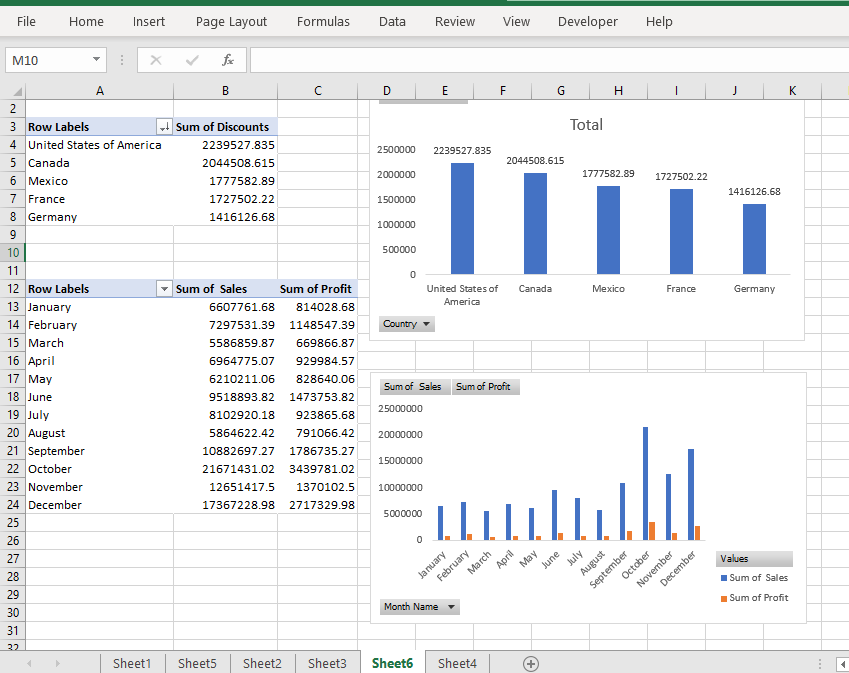 File Home Insert Page Layout Formulas Data Review View Developer Help
M10 fx
A B C D E F G H I J K
2
3 Row Labels Sum of Discounts
4 United States of America 2239527.835
5 Canada 2044508.615
6 Mexico 1777582.89
7 France 1727502.22
8 Germany 1416126.68
9
10
11
12 Row Labels Sum of  Sales Sum of Profit
13 January 6607761.68 814028.68
14 February 7297531.39 1148547.39
15 March 5586859.87 669866.87
16 April 6964775.07 929984.57
17 May 6210211.06 828640.06
18 June 9518893.82 1473753.82
19 July 8102920.18 923865.68
20 August 5864622.42 791066.42
21 September 10882697.27 1786735.27
22 October 21671431.02 3439781.02
23 November 12651417.5 1370102.5
24 December 17367228.98 2717329.98
25
26
27
28
29
30
31
32
Total
2500000
2000000
1500000
1000000
500000
0
2239527.835
2044508.615
1777582.89
1727502.22
1416126.68
United States of
America
Canada
Mexico
France
Germany
Country
Sum of  Sales Sum of Profit
25000000
20000000
15000000
10000000
5000000
0
January
February
March
April
May
June
July
August
September
October
November
December
Values
Sum of  Sales
Sum of Profit
Month Name
Sheet1 Sheet5 Sheet2 Sheet3 Sheet6 Sheet4